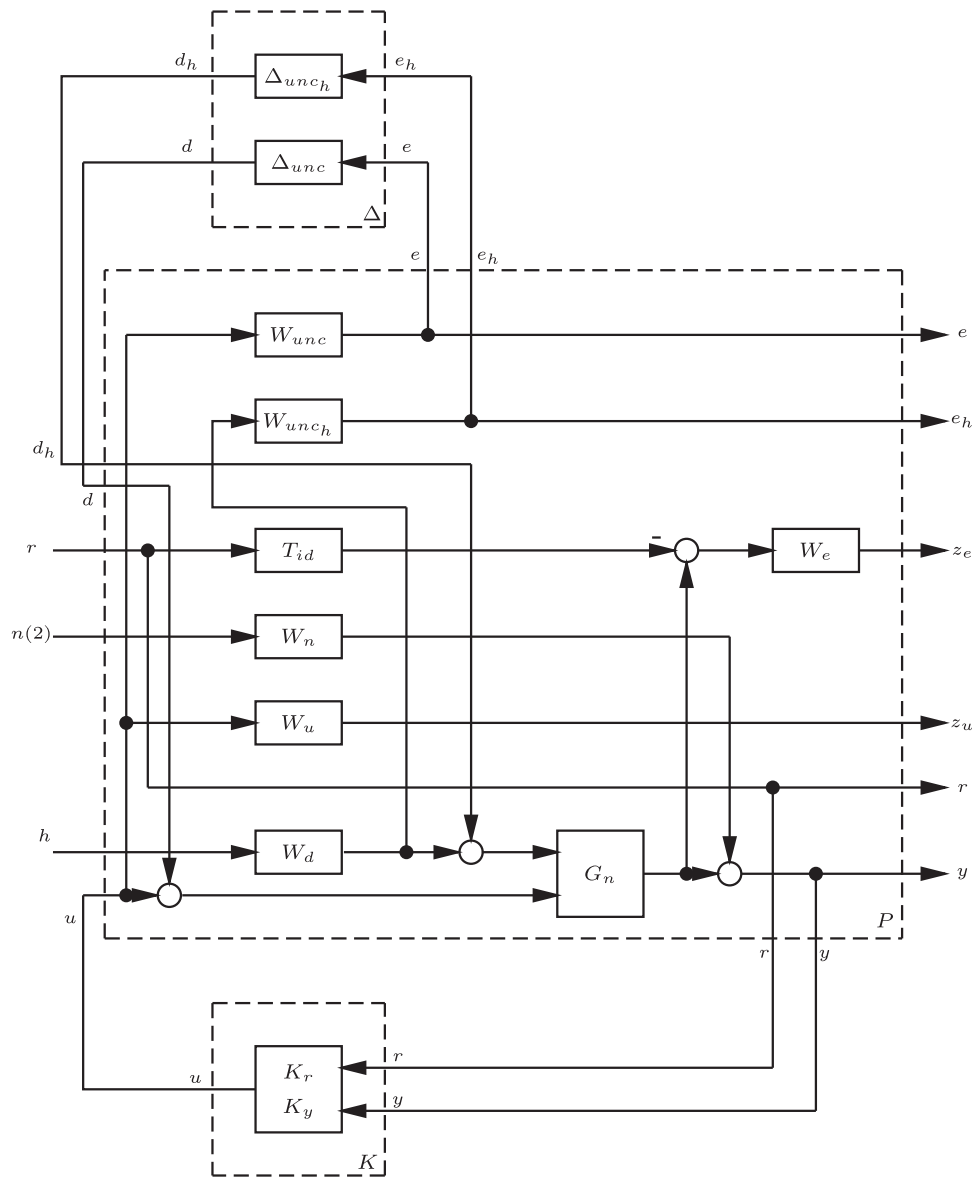 d_h
Δ_unc_h
e_h
d
Δ_unc
e
Δ
e
e_h
W_unc
e
W_unc_h
e_h
d_h
d
r
T_id
-
W_e
z_e
n(2)
W_n
W_u
z_u
r
h
W_d
G_n
y
u
P
r
y
u
K_r
K_y
r
y
K